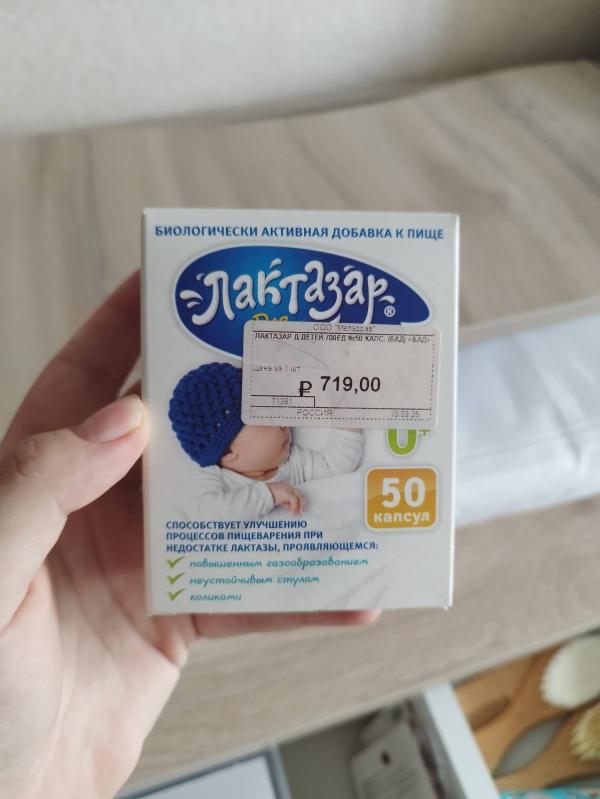 БИОЛОГИЧЕСКИ АКТИВНАЯ ДОБАВКА К ПИЩЕ
Лактазар®
ООО "Мелздрав"
ЛАКТАЗАР Д/ДЕТЕЙ 700ЕД №50 КАПС. (БАД) <БАД>
Цена за 1 шт
₽ 719,00
71381
РОССИЯ 10.03.25
0+
50
капсул
СПОСОБСТВУЕТ УЛУЧШЕНИЮ
ПРОЦЕССОВ ПИЩЕВАРЕНИЯ ПРИ
НЕДОСТАТКЕ ЛАКТАЗЫ, ПРОЯВЛЯЮЩЕМСЯ:
повышенным газообразованием
неустойчивым стулом
коликами